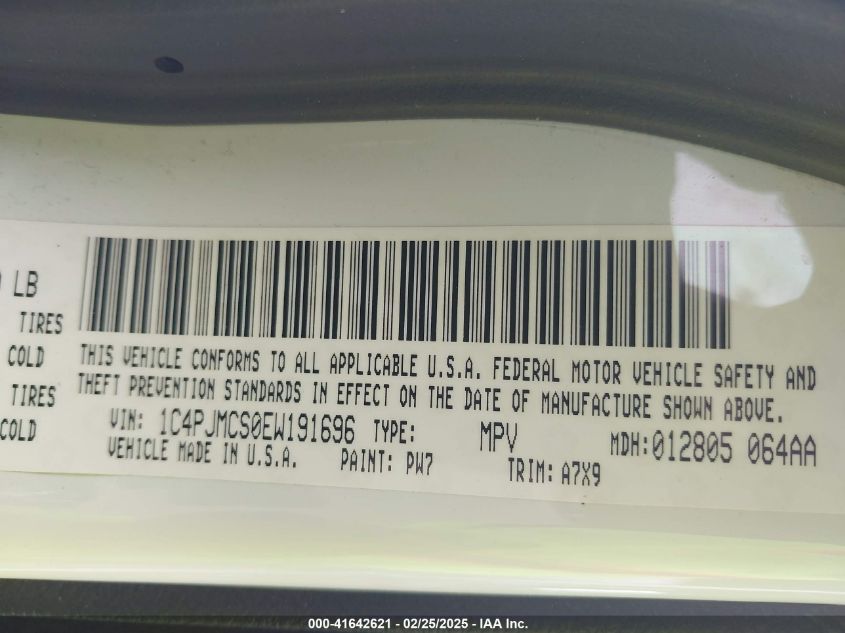 LB
TIRES
COLD
TIRES
COLD
THIS VEHICLE CONFORMS TO ALL APPLICABLE U.S.A. FEDERAL MOTOR VEHICLE SAFETY AND
THEFT PREVENTION STANDARDS IN EFFECT ON THE DATE OF MANUFACTURE SHOWN ABOVE.
VIN: 1C4PJMCS0EW191696 TYPE: MPV MDH:012805 064AA
VEHICLE MADE IN U.S.A. PAINT: PW7 TRIM: A7X9
000-41642621 - 02/25/2025 - IAA Inc.